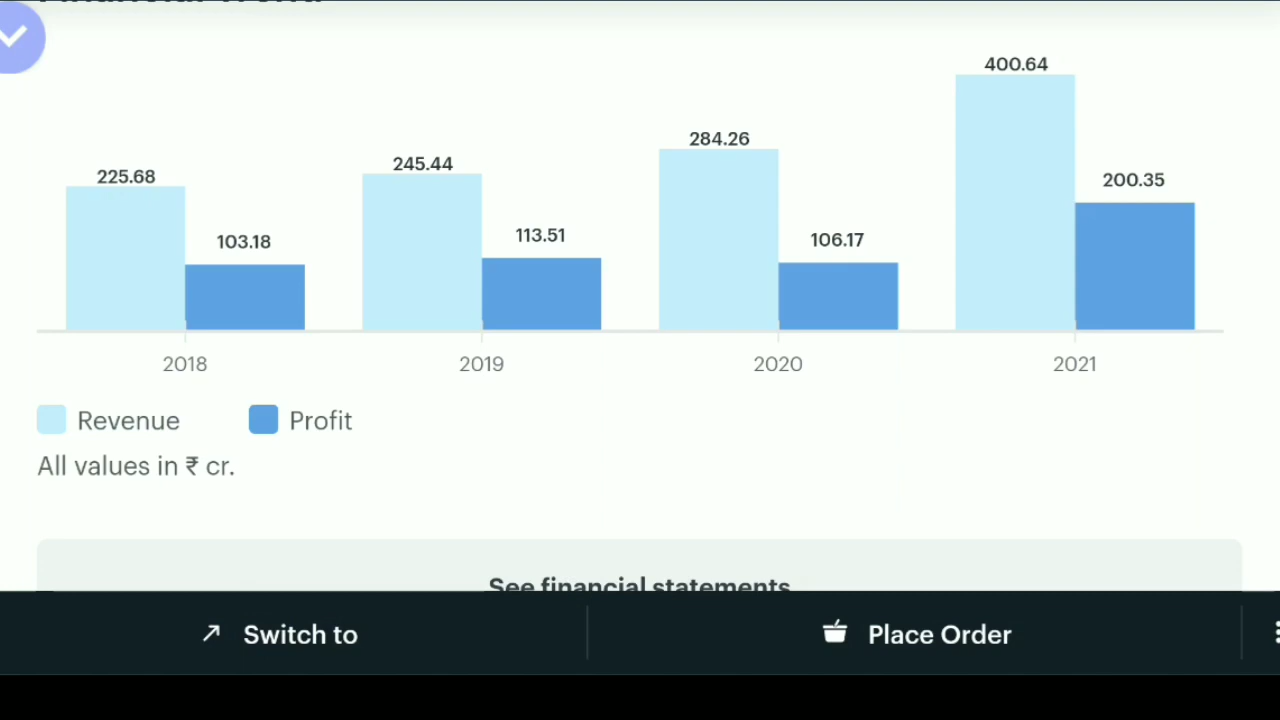 400.64
284.26
245.44
225.68
200.35
103.18
113.51
106.17
2018 2019 2020 2021
Revenue Profit
All values in ₹ cr.
See financial statements
Switch to Place Order